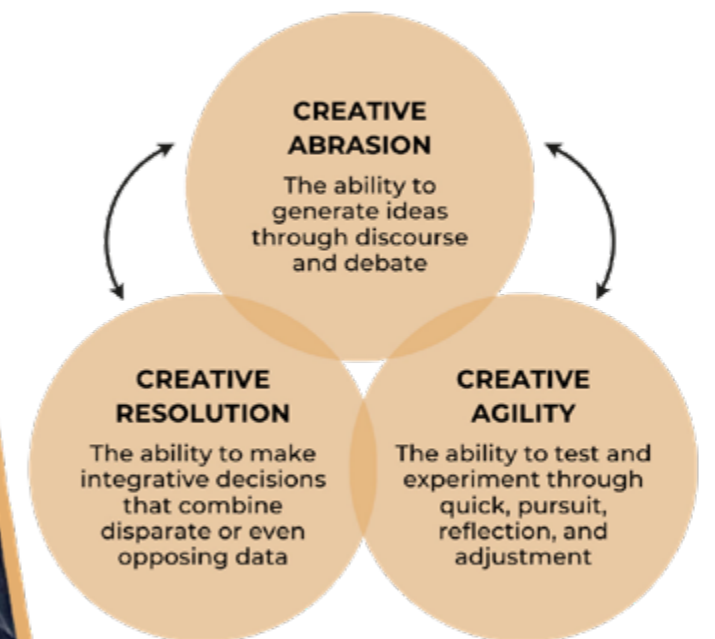 CREATIVE
ABRASION
The ability to
generate ideas
through discourse
and debate
CREATIVE
RESOLUTION
The ability to make
integrative decisions
that combine
disparate or even
opposing data
CREATIVE
AGILITY
The ability to test and
experiment through
quick, pursuit,
reflection, and
adjustment